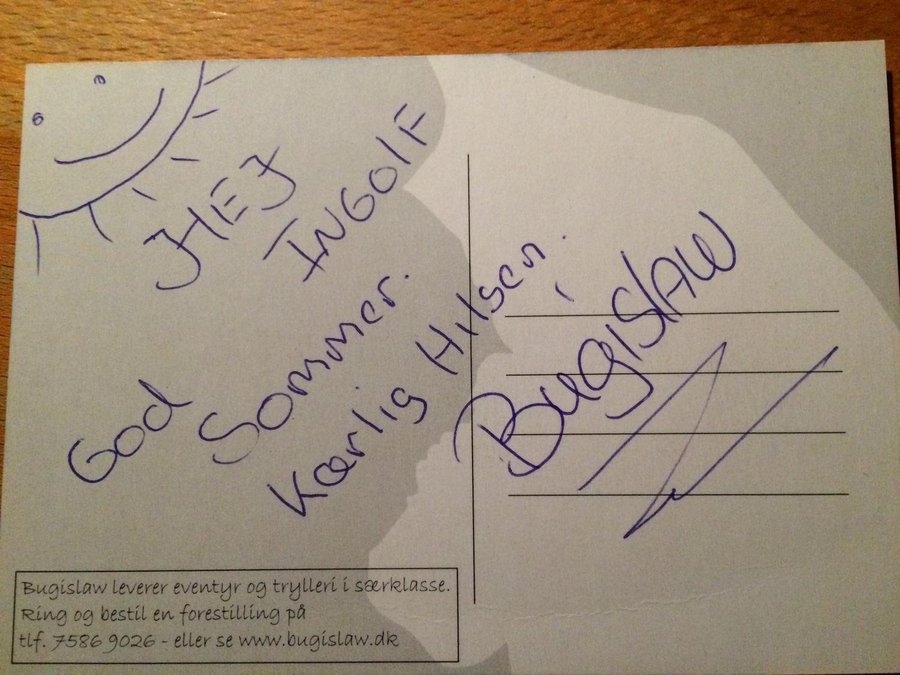 HEJ
INGOlF
God
Sommer.
Kærlig Hilsen.
BugiSlAW
Bugislaw leverer eventyr og trylleri i særklasse.
Ring og bestil en forestilling på
tlf. 7586 9026 - eller se www.bugislaw.dk